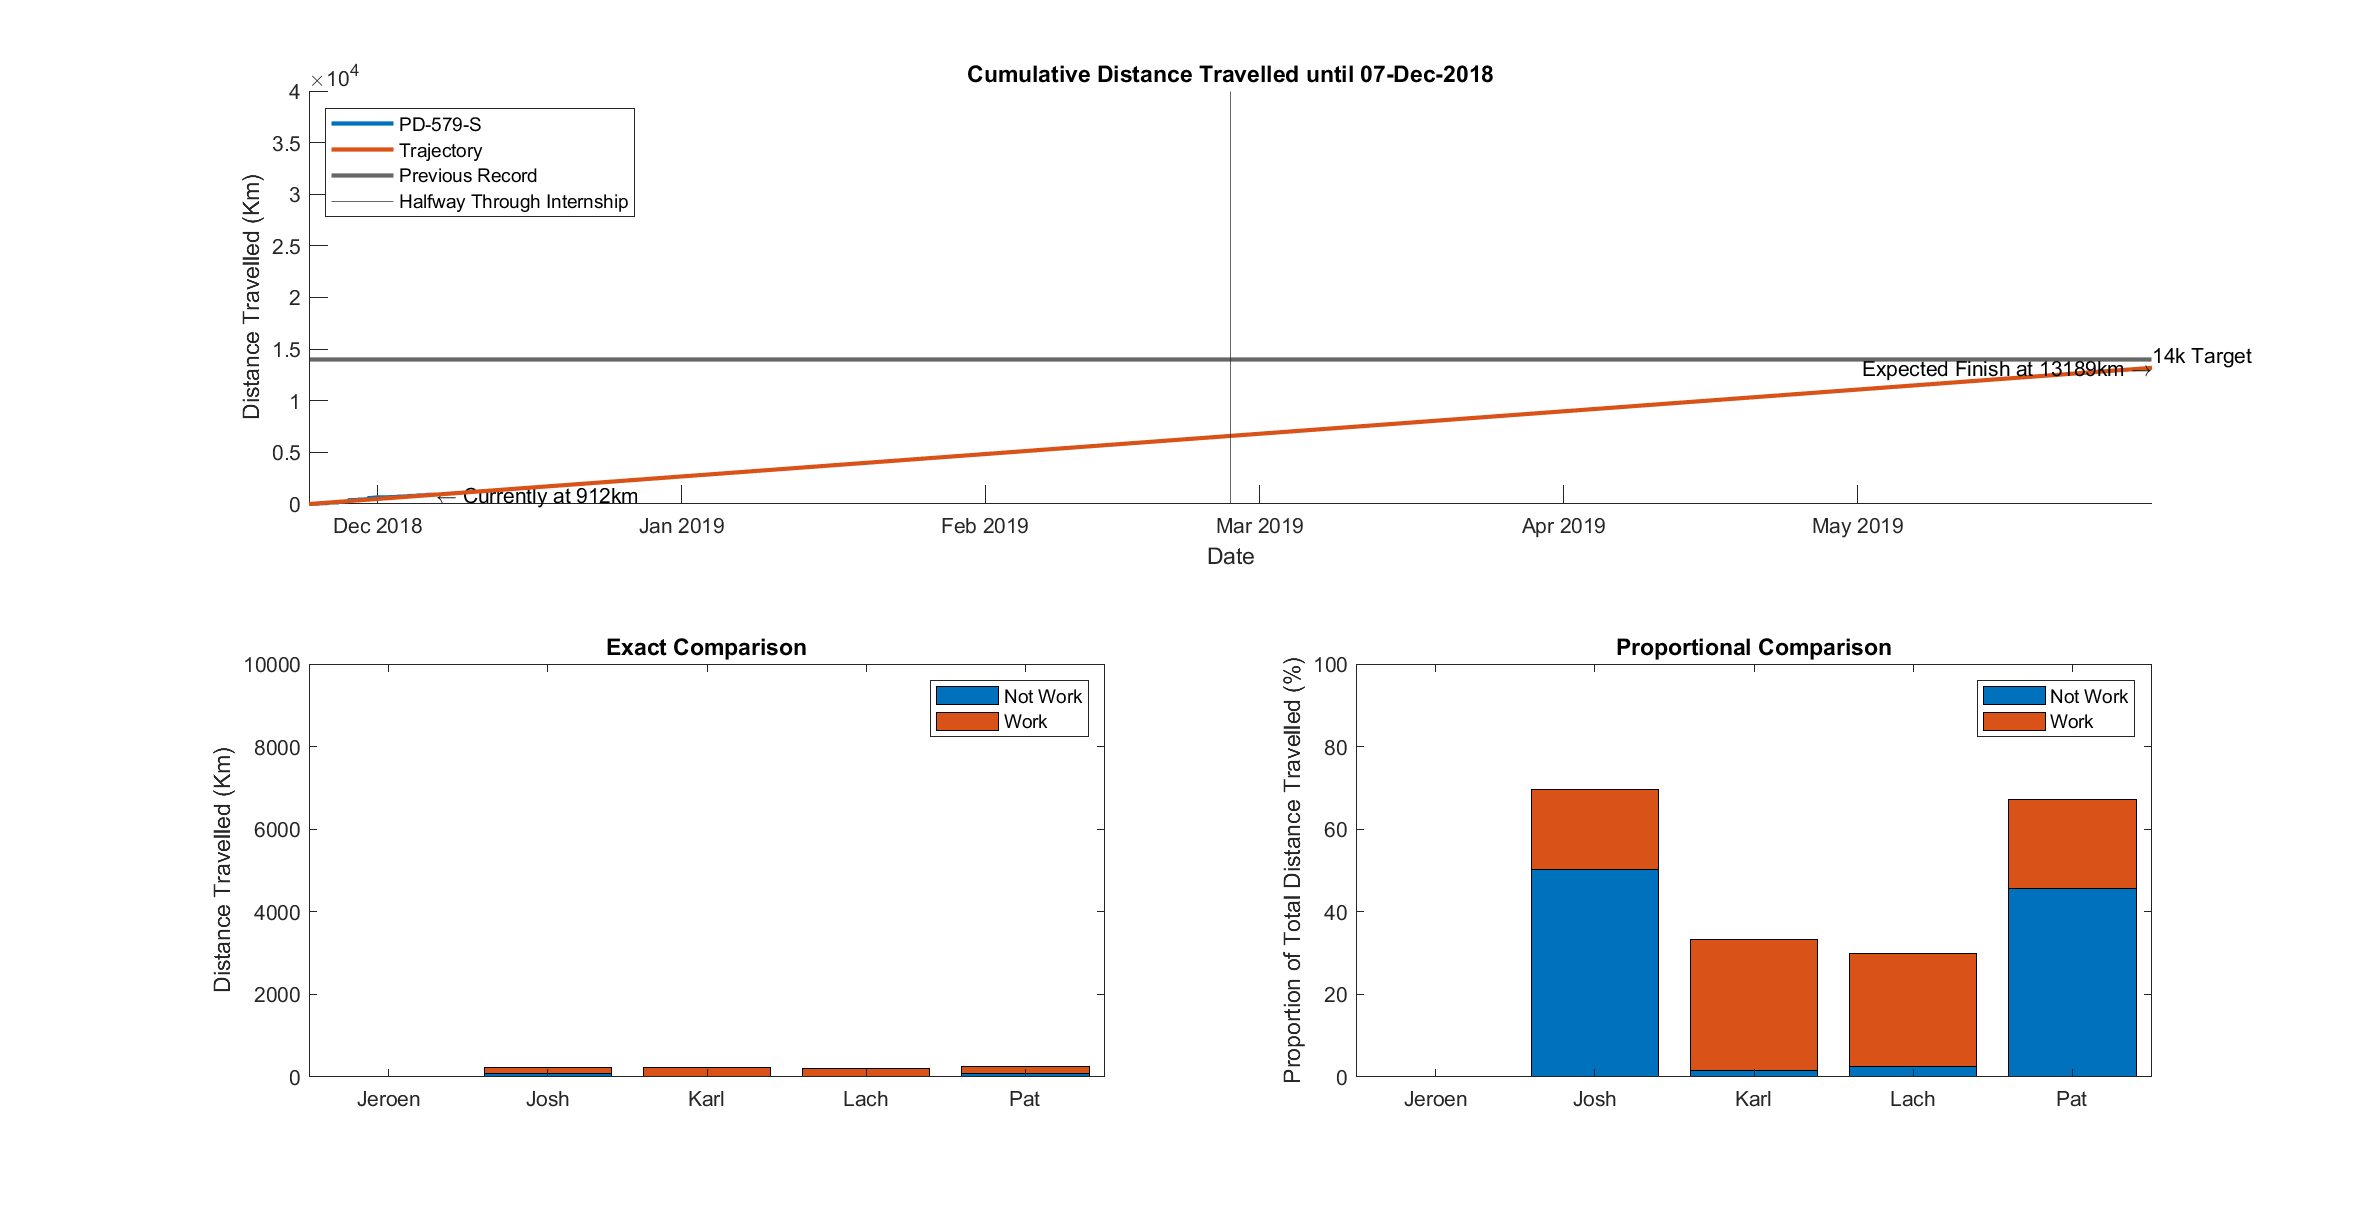 Cumulative Distance Travelled until 07-Dec-2018
×10^4
4
3.5
3
2.5
2
1.5
1
0.5
0
Distance Travelled (Km)
PD-579-S
Trajectory
Previous Record
Halfway Through Internship
14k Target
Expected Finish at 13189km →
← Currently at 912km
Dec 2018 Jan 2019 Feb 2019 Mar 2019 Apr 2019 May 2019
Date
Exact Comparison
10000
8000
6000
4000
2000
0
Distance Travelled (Km)
Not Work
Work
Jeroen Josh Karl Lach Pat
Proportional Comparison
100
80
60
40
20
0
Proportion of Total Distance Travelled (%)
Not Work
Work
Jeroen Josh Karl Lach Pat